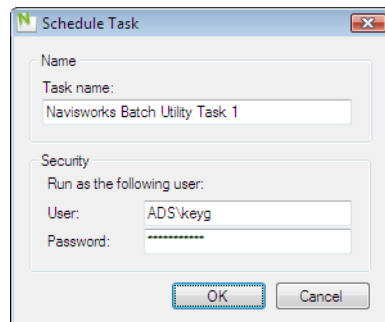 Schedule Task
Name
Task name:
Navisworks Batch Utility Task 1
Security
Run as the following user:
User: ADS\keyg
Password: ***********
OK Cancel